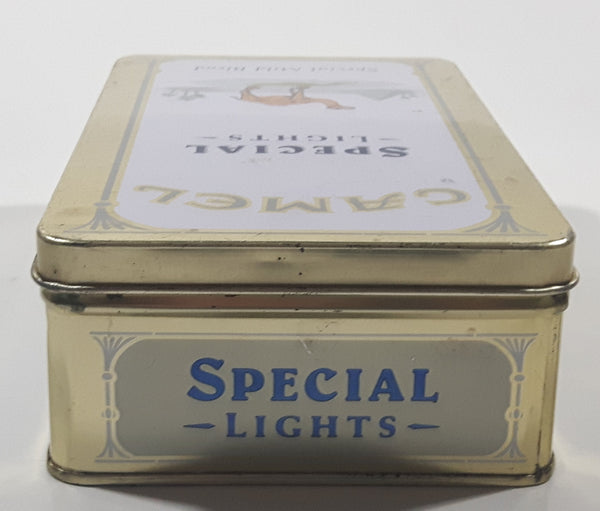 CAMEL
SPECIAL
- LIGHTS -
Special Mild Blend
SPECIAL
- LIGHTS -